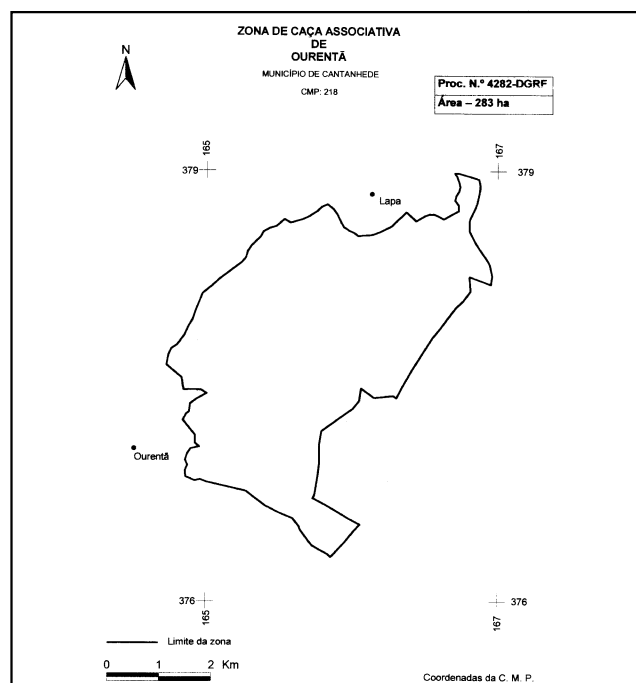 ZONA DE CAÇA ASSOCIATIVA
DE
OURENTÃ
MUNICÍPIO DE CANTANHEDE
CMP: 218
N
Proc. N.º 4282-DGRF
Área – 283 ha
165
167
379
379
Lapa
Ourentã
376
376
165
167
Limite da zona
0 1 2 Km
Coordenadas da C. M. P.